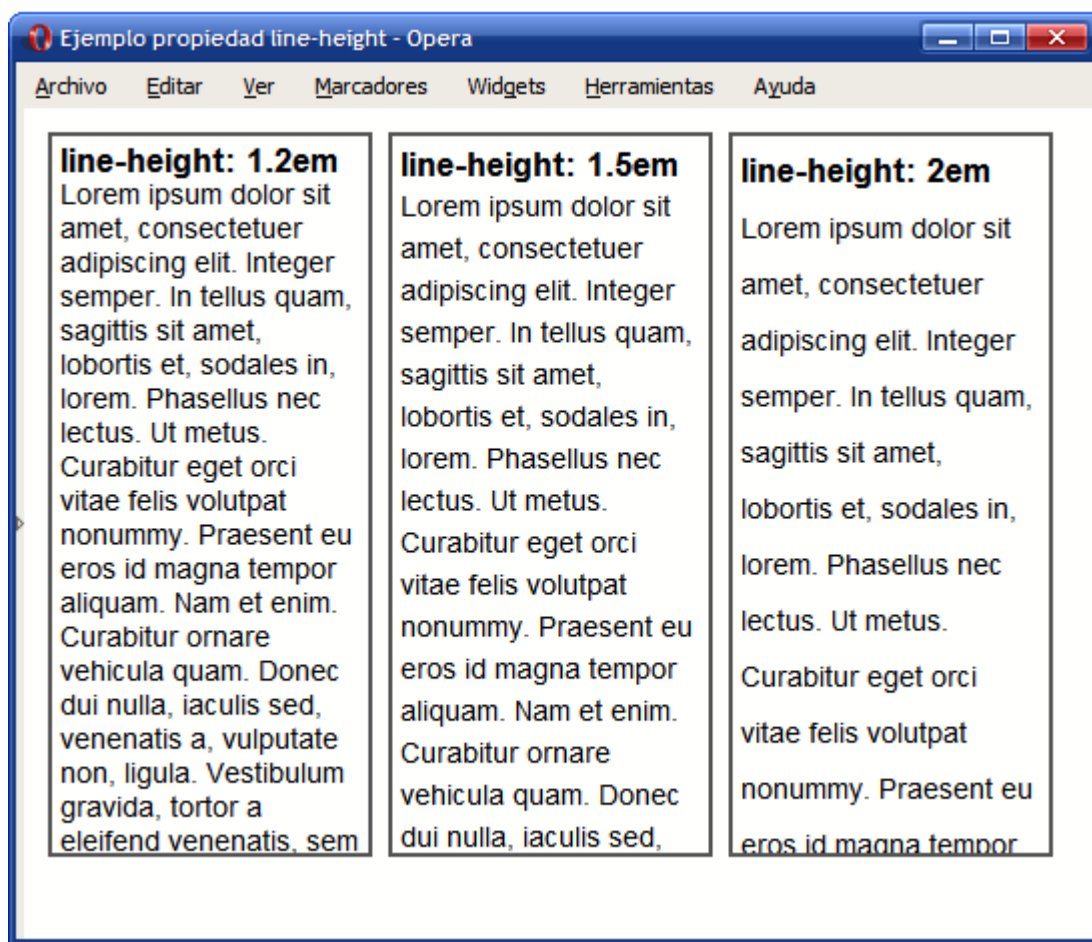 Ejemplo propiedad line-height - Opera
Archivo Editar Ver Marcadores Widgets Herramientas Ayuda
line-height: 1.2em
Lorem ipsum dolor sit
amet, consectetuer
adipiscing elit. Integer
semper. In tellus quam,
sagittis sit amet,
lobortis et, sodales in,
lorem. Phasellus nec
lectus. Ut metus.
Curabitur eget orci
vitae felis volutpat
nonummy. Praesent eu
eros id magna tempor
aliquam. Nam et enim.
Curabitur ornare
vehicula quam. Donec
dui nulla, iaculis sed,
venenatis a, vulputate
non, ligula. Vestibulum
gravida, tortor a
eleifend venenatis, sem
line-height: 1.5em
Lorem ipsum dolor sit
amet, consectetuer
adipiscing elit. Integer
semper. In tellus quam,
sagittis sit amet,
lobortis et, sodales in,
lorem. Phasellus nec
lectus. Ut metus.
Curabitur eget orci
vitae felis volutpat
nonummy. Praesent eu
eros id magna tempor
aliquam. Nam et enim.
Curabitur ornare
vehicula quam. Donec
dui nulla, iaculis sed,
line-height: 2em
Lorem ipsum dolor sit
amet, consectetuer
adipiscing elit. Integer
semper. In tellus quam,
sagittis sit amet,
lobortis et, sodales in,
lorem. Phasellus nec
lectus. Ut metus.
Curabitur eget orci
vitae felis volutpat
nonummy. Praesent eu
eros id magna tempor